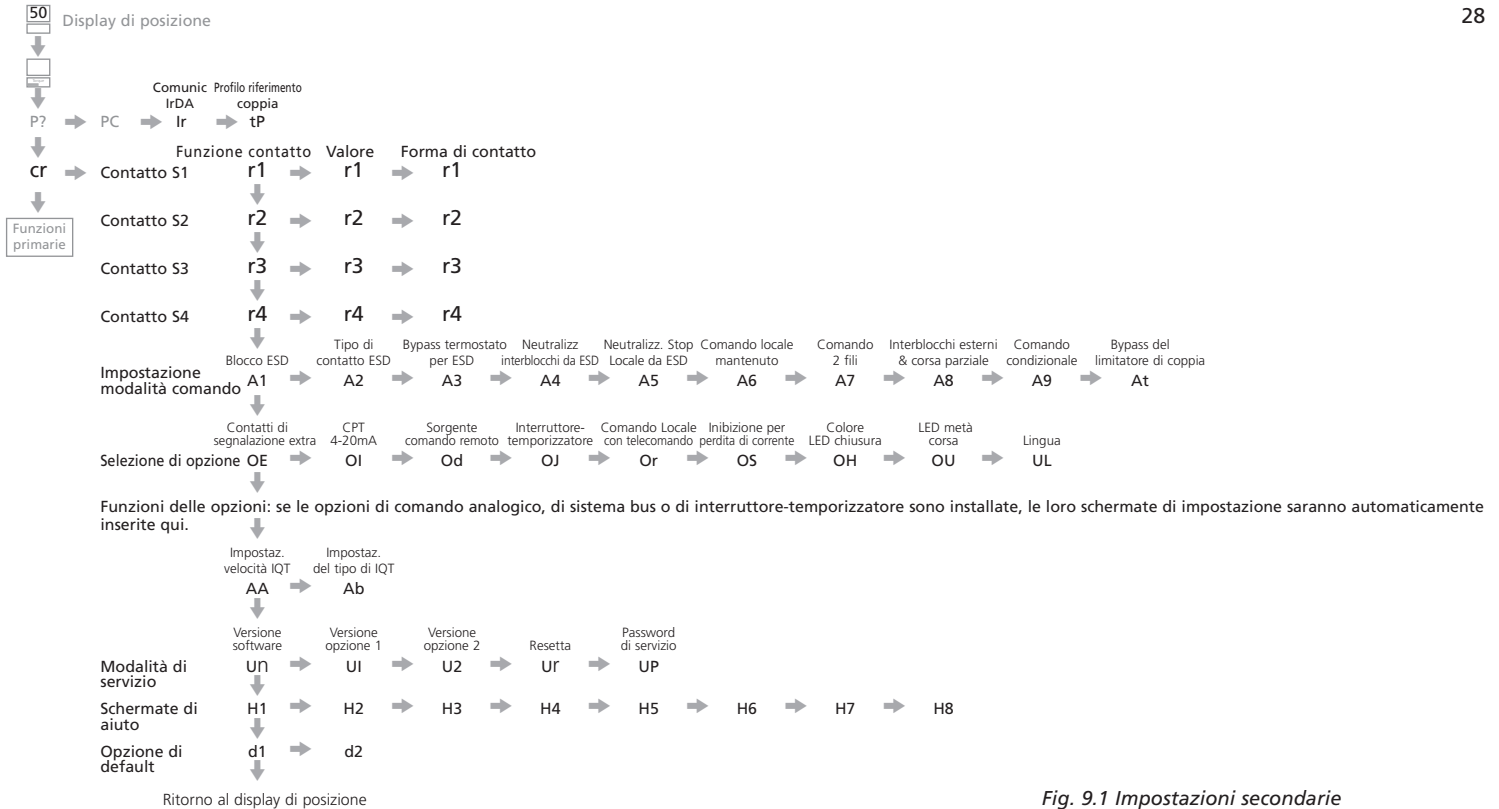 50 Display di posizione
28
Comunic Profilo riferimento
IrDA coppia
P? PC Ir tP
Funzione contatto Valore Forma di contatto
cr Contatto S1 r1 r1 r1
Funzioni
primarie
Contatto S2 r2 r2 r2
Contatto S3 r3 r3 r3
Contatto S4 r4 r4 r4
Tipo di Bypass termostato Neutralizz Neutralizz. Stop Comando locale Comando Interblocchi esterni Comando Bypass del
Blocco ESD contatto ESD per ESD interblocchi da ESD Locale da ESD mantenuto 2 fili & corsa parziale condizionale limitatore di coppia
Impostazione
modalità comando A1 A2 A3 A4 A5 A6 A7 A8 A9 At
Contatti di CPT Sorgente Interruttore- Comando Locale Inibizione per Colore LED metà
segnalazione extra 4-20mA comando remoto temporizzatore con telecomando perdita di corrente LED chiusura corsa Lingua
Selezione di opzione OE OI Od OJ Or OS OH OU UL
Funzioni delle opzioni: se le opzioni di comando analogico, di sistema bus o di interruttore-temporizzatore sono installate, le loro schermate di impostazione saranno automaticamente
inserite qui.
Impostaz. Impostaz.
velocità IQT del tipo di IQT
AA Ab
Versione Versione Versione Password
software opzione 1 opzione 2 Resetta di servizio
Modalità di Un UI U2 Ur UP
servizio
Schermate di H1 H2 H3 H4 H5 H6 H7 H8
aiuto
Opzione di d1 d2
default
Ritorno al display di posizione
Fig. 9.1 Impostazioni secondarie